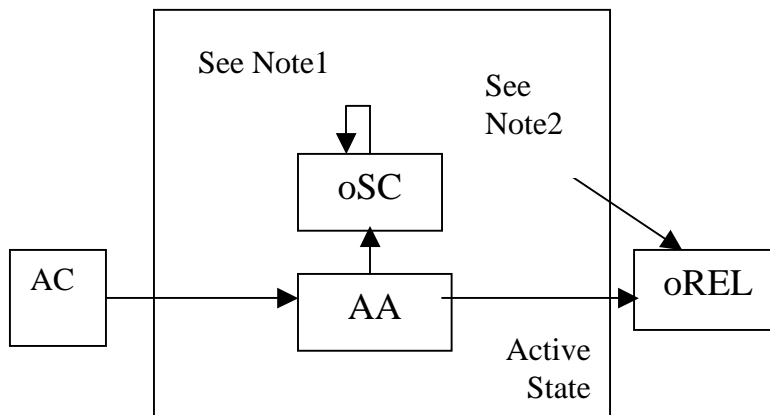 See Note1
See
Note2
oSC
AC
AA
oREL
Active
State